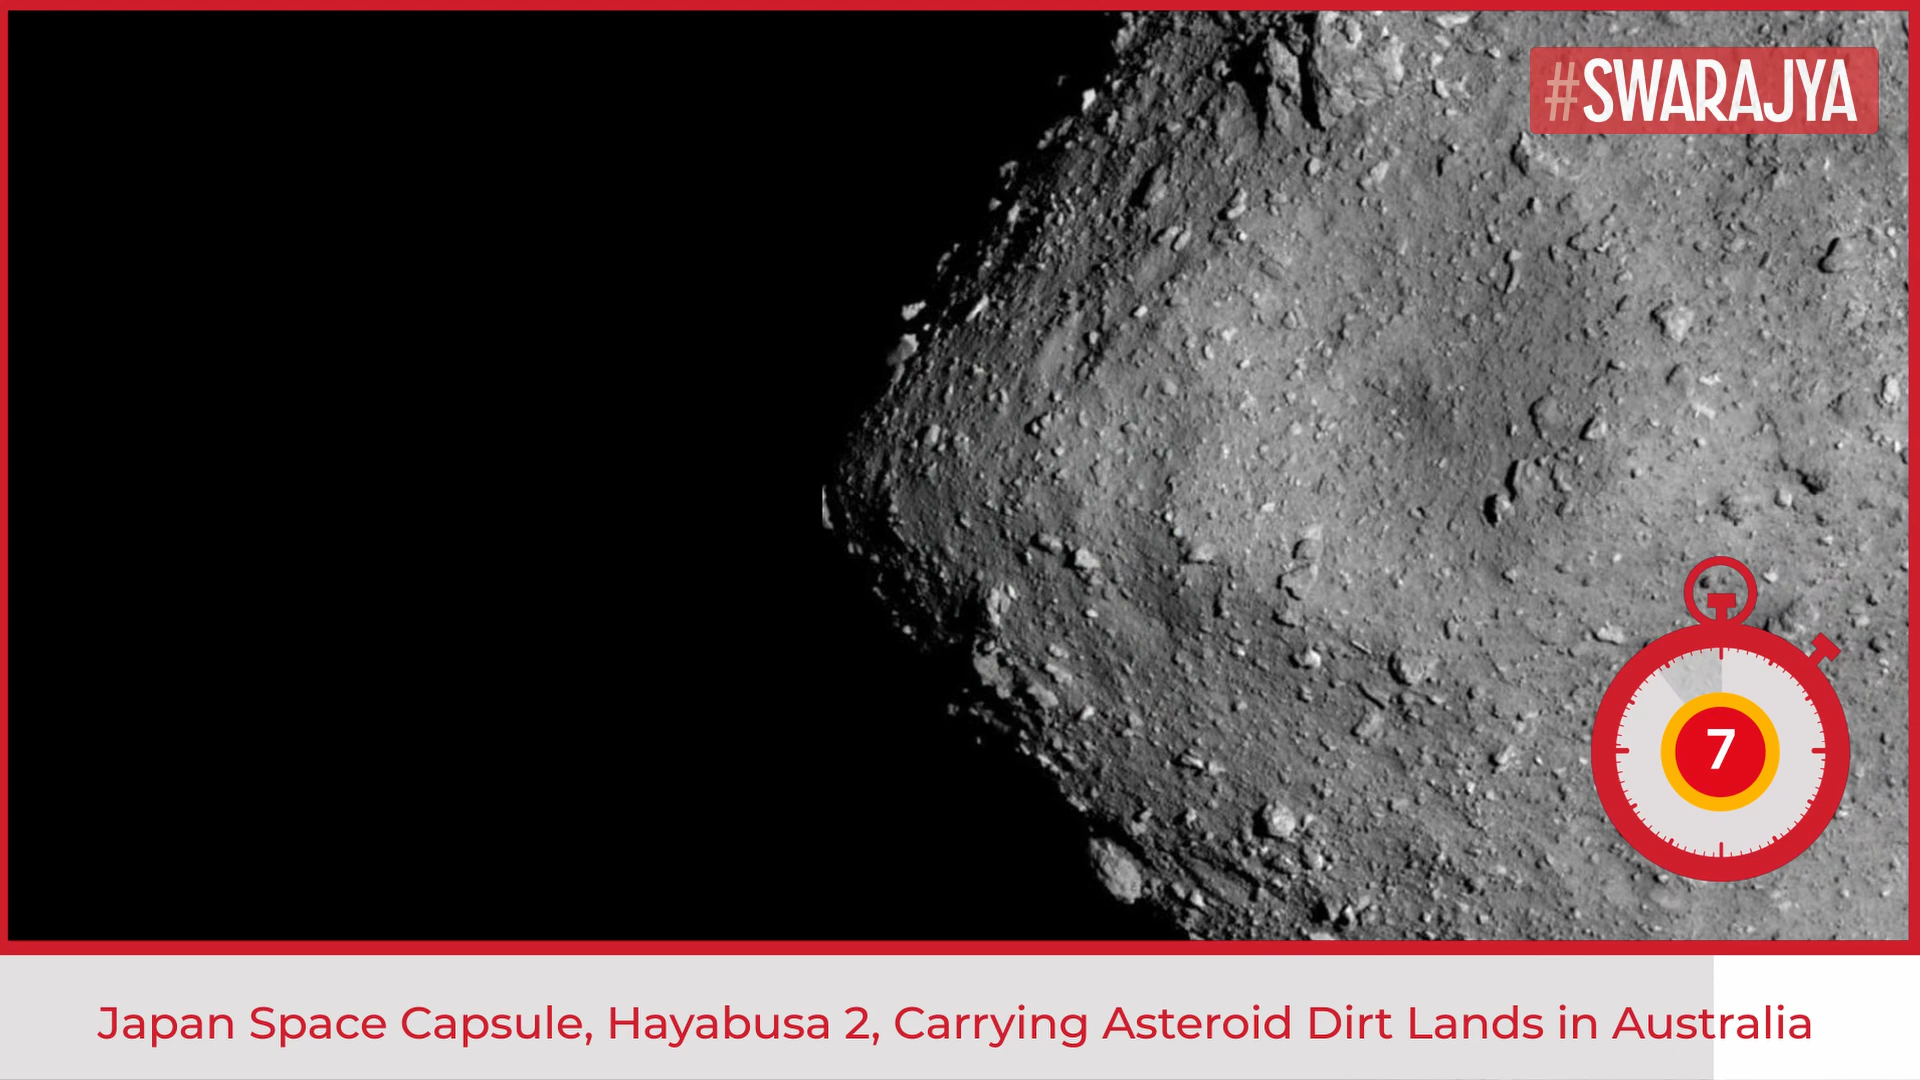 #SWARAJYA
7
Japan Space Capsule, Hayabusa 2, Carrying Asteroid Dirt Lands in Australia